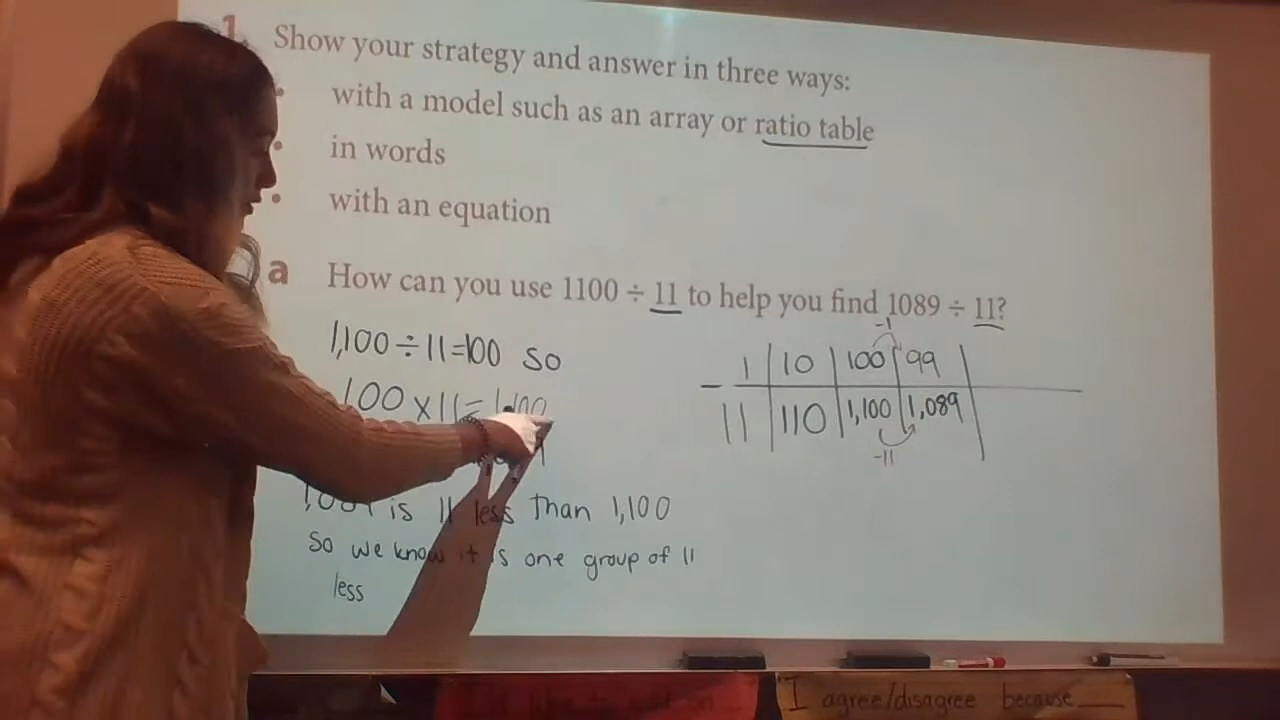 1. Show your strategy and answer in three ways:
• with a model such as an array or ratio table
• in words
• with an equation
a How can you use 1100 ÷ 11 to help you find 1089 ÷ 11?
1,100 ÷ 11 = 100 so
100 x 11 = 1,100
is 11 less than 1,100
So we know it is one group of 11
less
-1
1 | 10 | 100 | 99
11 | 110 | 1,100 | 1,089
-11
I agree/disagree because